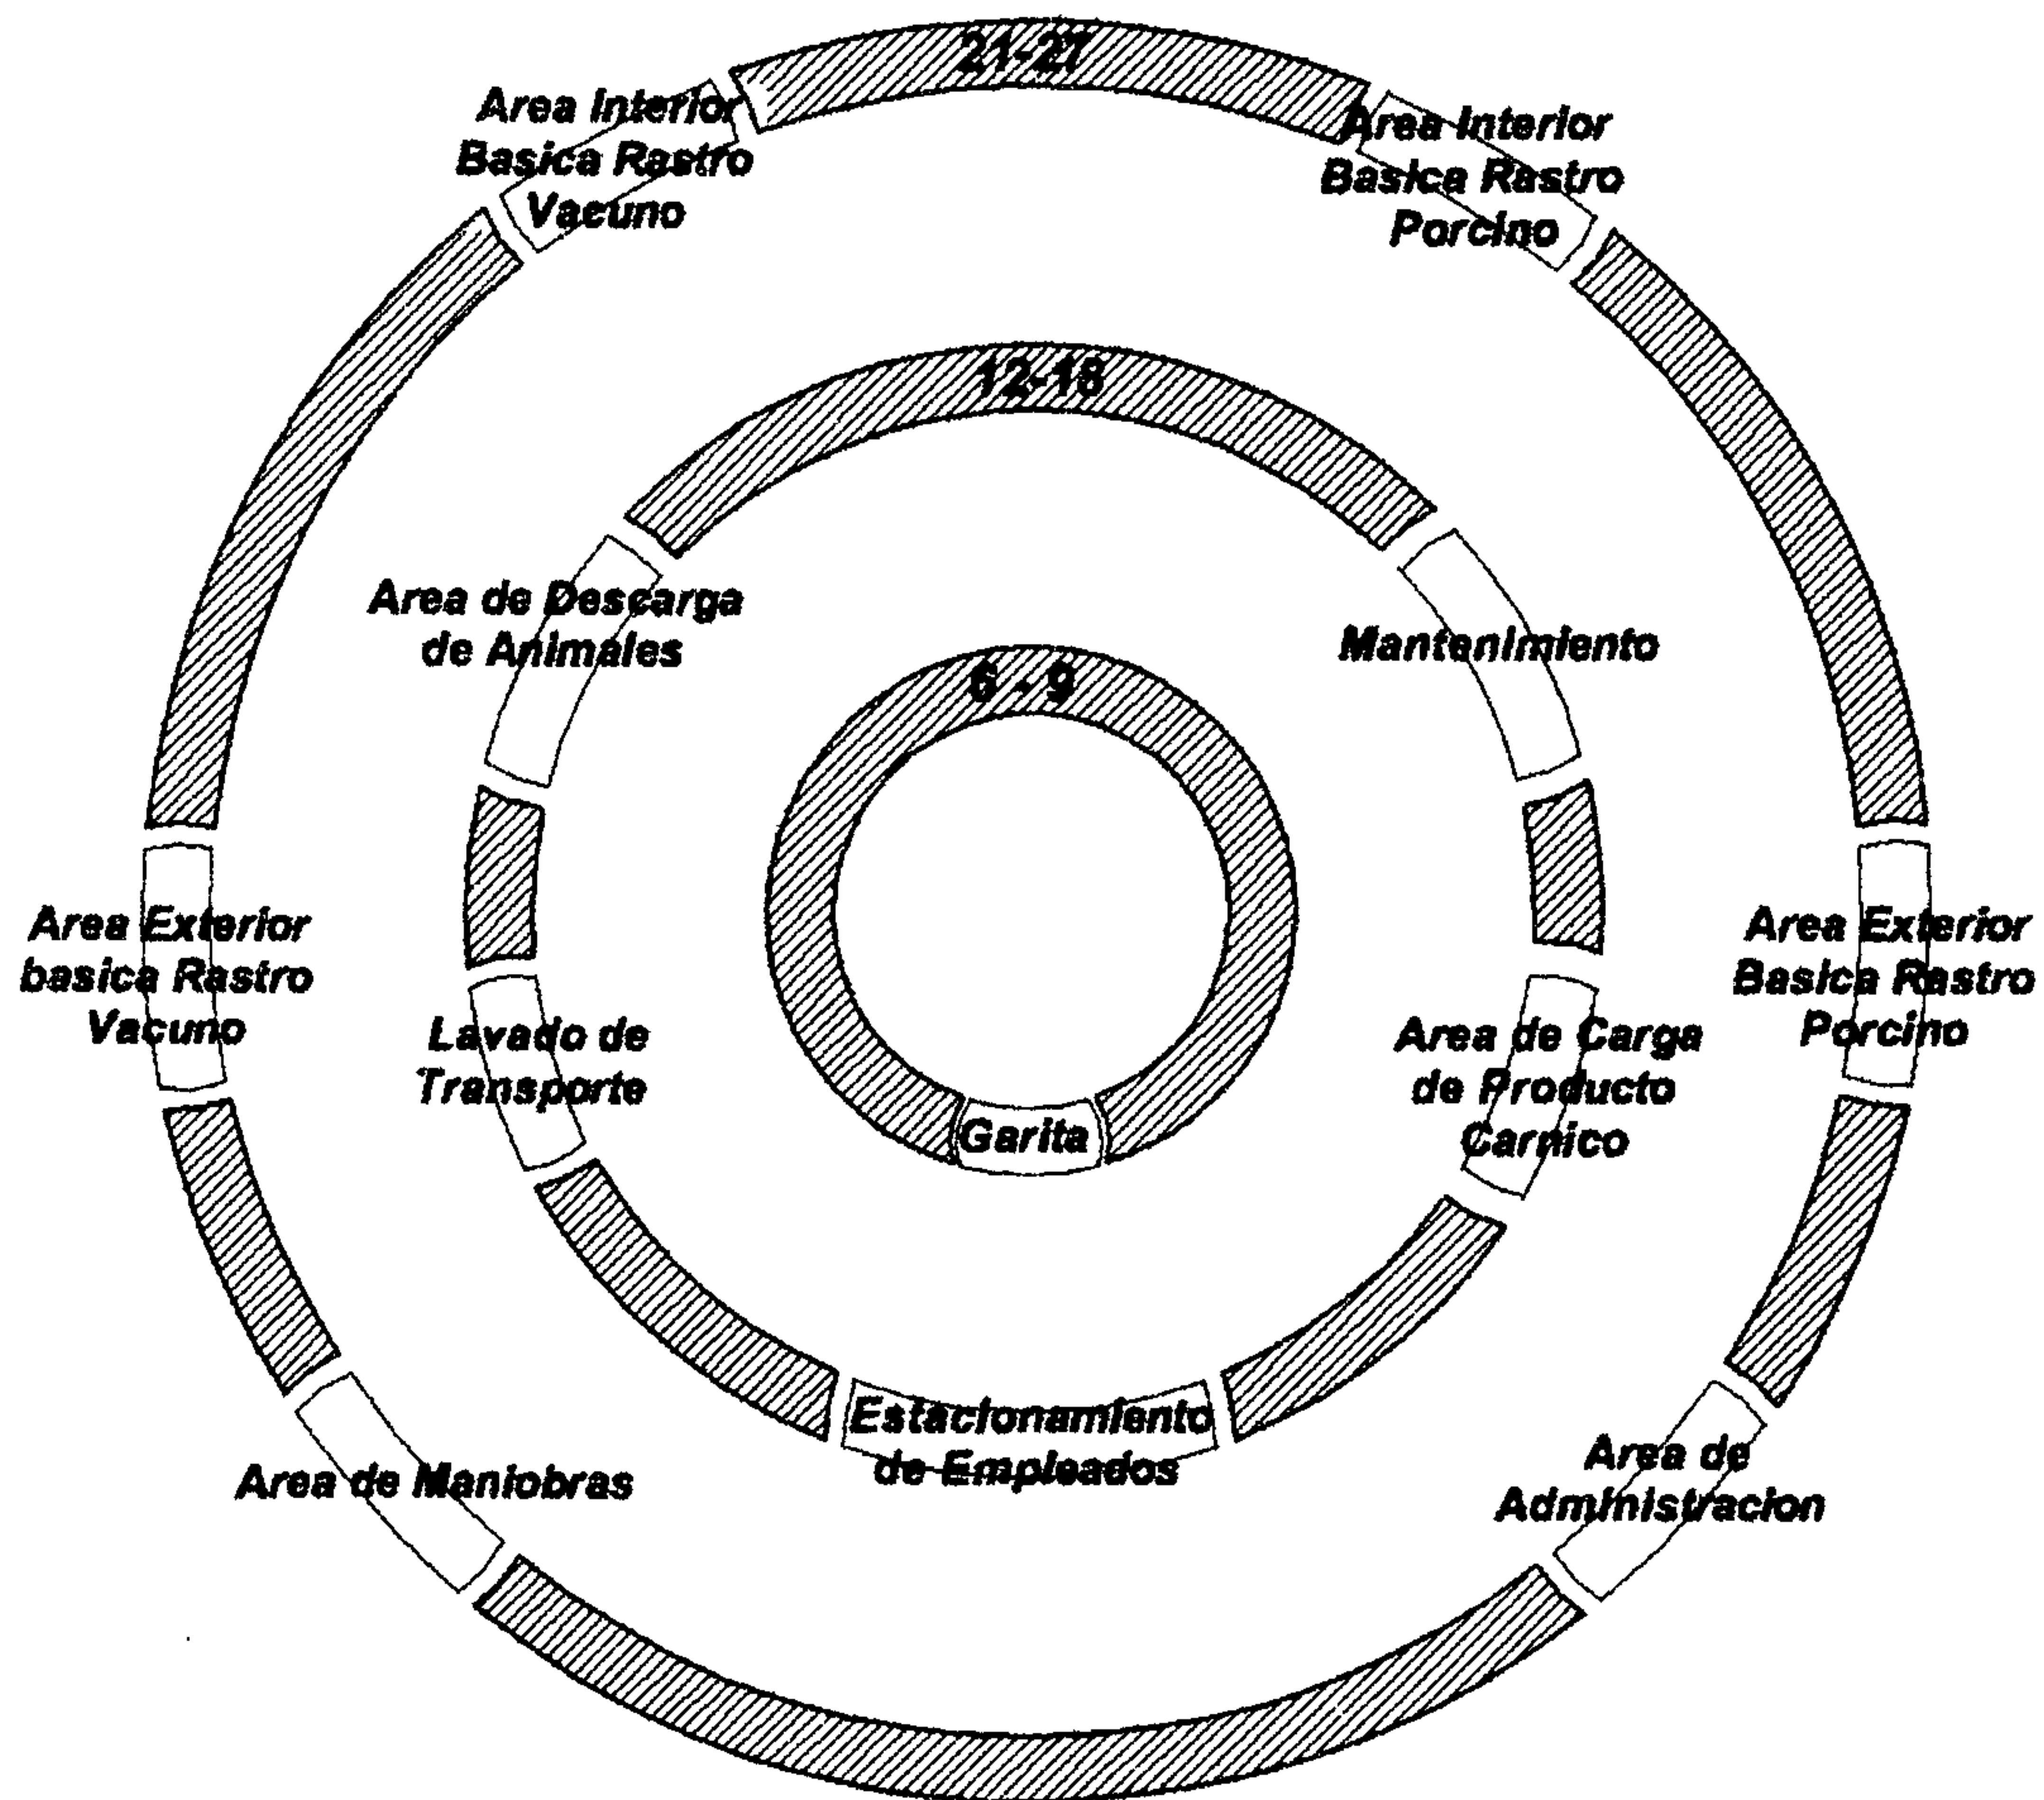 21-27
Area Interior
Basica Rastro
Vacuno
Area Interior
Basica Rastro
Porcino
12-18
Area de Descarga
de Animales
Mantenimiento
6 - 9
Area Exterior
basica Rastro
Vacuno
Lavado de
Transporte
Garita
Area de Carga
de Producto
Carnico
Area Exterior
Basica Rastro
Porcino
Estacionamiento
de Empleados
Area de Maniobras
Area de
Administracion